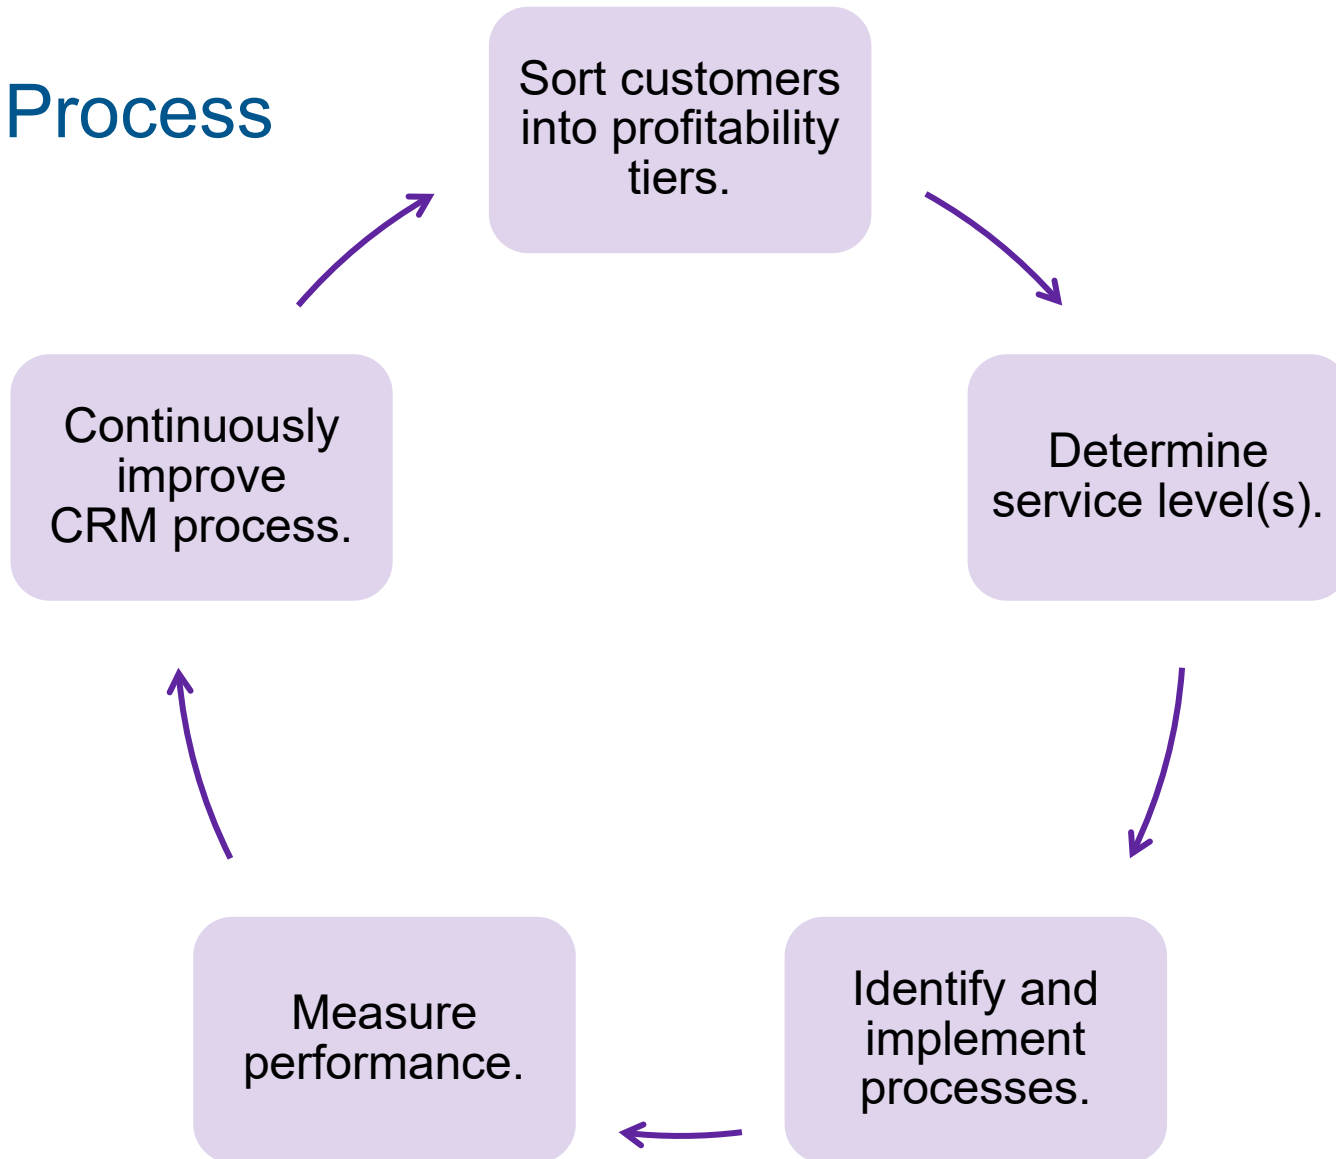 Process
Sort customers
into profitability
tiers.
Determine
service level(s).
Identify and
implement
processes.
Measure
performance.
Continuously
improve
CRM process.